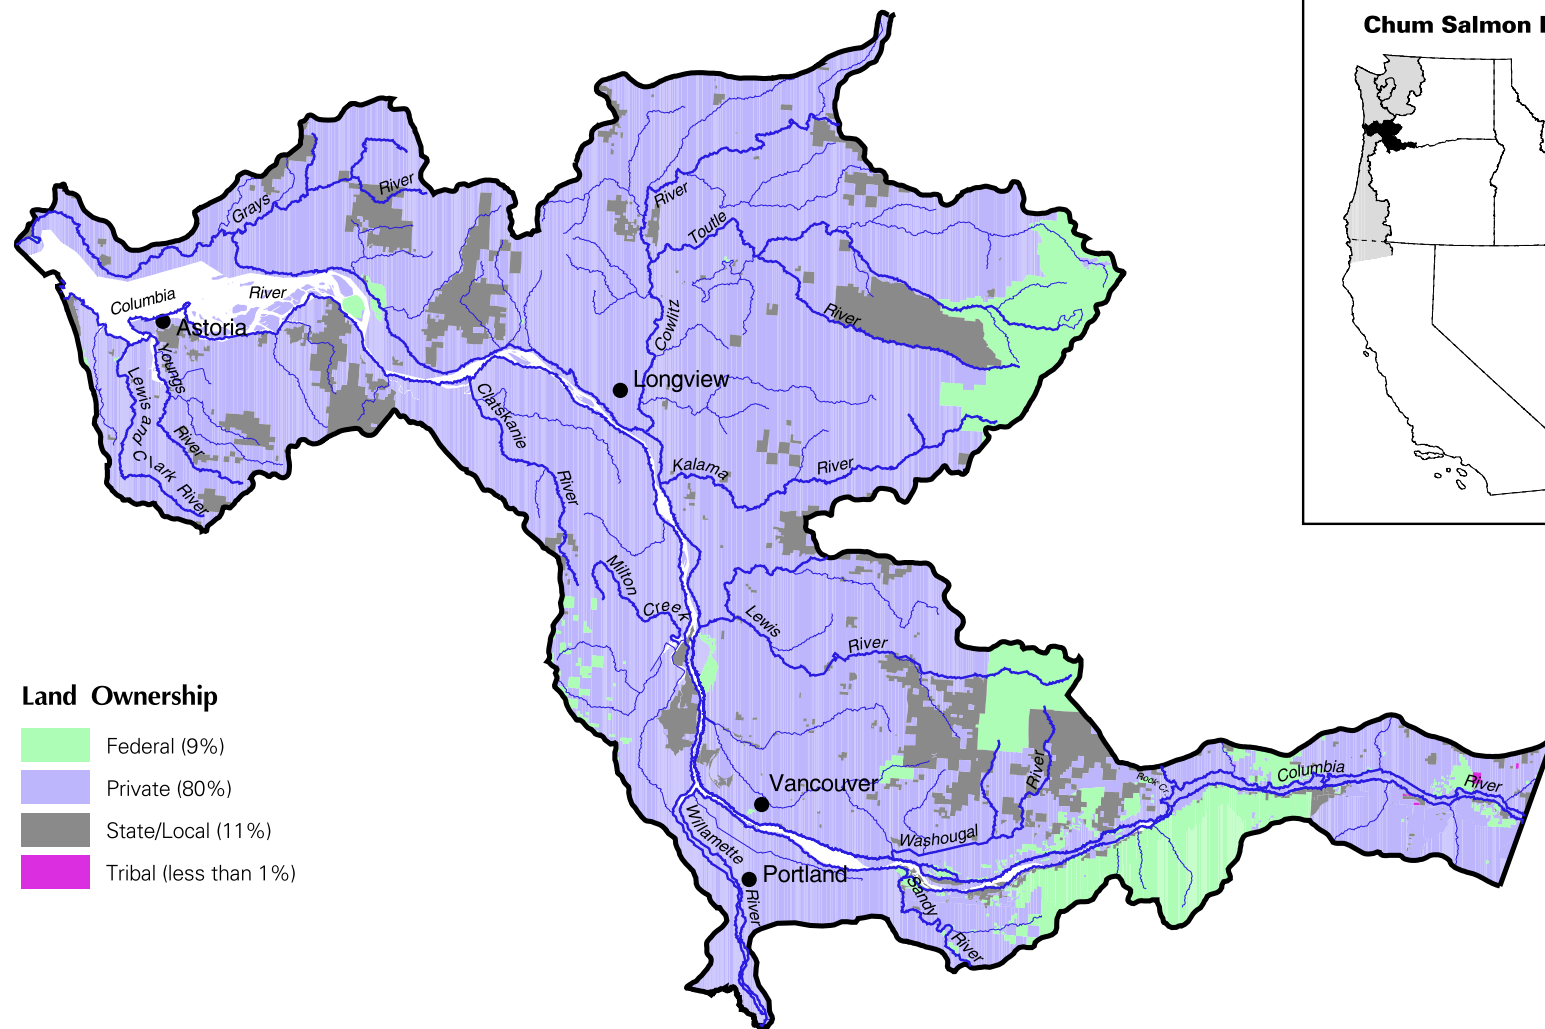 Chum Salmon
Grays
River
River
Toutle
Columbia
River
Astoria
Cowlitz
River
Youngs
River
Lewis and Clark River
Longview
Clatskanie
River
Kalama
River
Milton
Creek
Lewis
River
Land Ownership
Federal (9%)
Private (80%)
State/Local (11%)
Tribal (less than 1%)
Vancouver
River
Rock Cr.
Columbia
River
Washougal
Willamette
River
Portland
Sandy
River